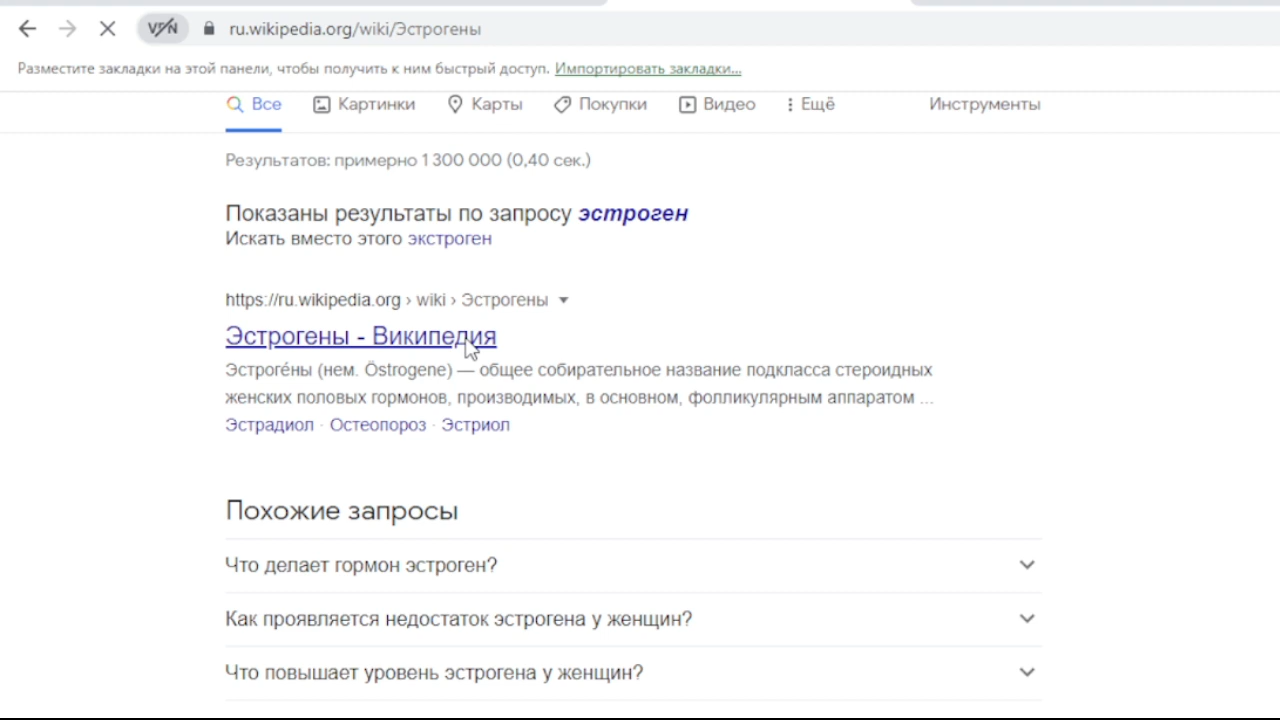 VPN ru.wikipedia.org/wiki/Эстрогены
Разместите закладки на этой панели, чтобы получить к ним быстрый доступ. Импортировать закладки...
Все Картинки Карты Покупки Видео Ещё Инструменты
Результатов: примерно 1 300 000 (0,40 сек.)
Показаны результаты по запросу эстроген
Искать вместо этого экстроген
https://ru.wikipedia.org › wiki › Эстрогены
Эстрогены - Википедия
Эстроге́ны (нем. Östrogene) — общее собирательное название подкласса стероидных
женских половых гормонов, производимых, в основном, фолликулярным аппаратом ...
Эстрадиол · Остеопороз · Эстриол
Похожие запросы
Что делает гормон эстроген?
Как проявляется недостаток эстрогена у женщин?
Что повышает уровень эстрогена у женщин?